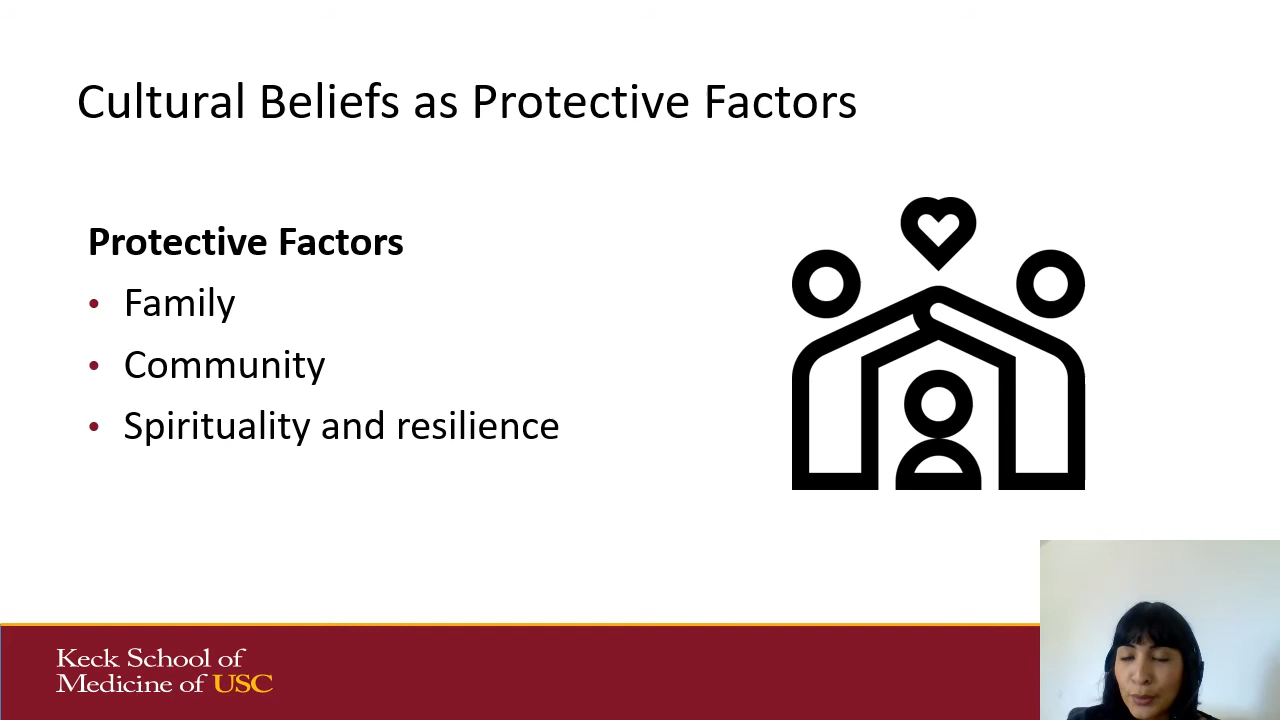 Cultural Beliefs as Protective Factors
Protective Factors
• Family
• Community
• Spirituality and resilience
Keck School of
Medicine of USC